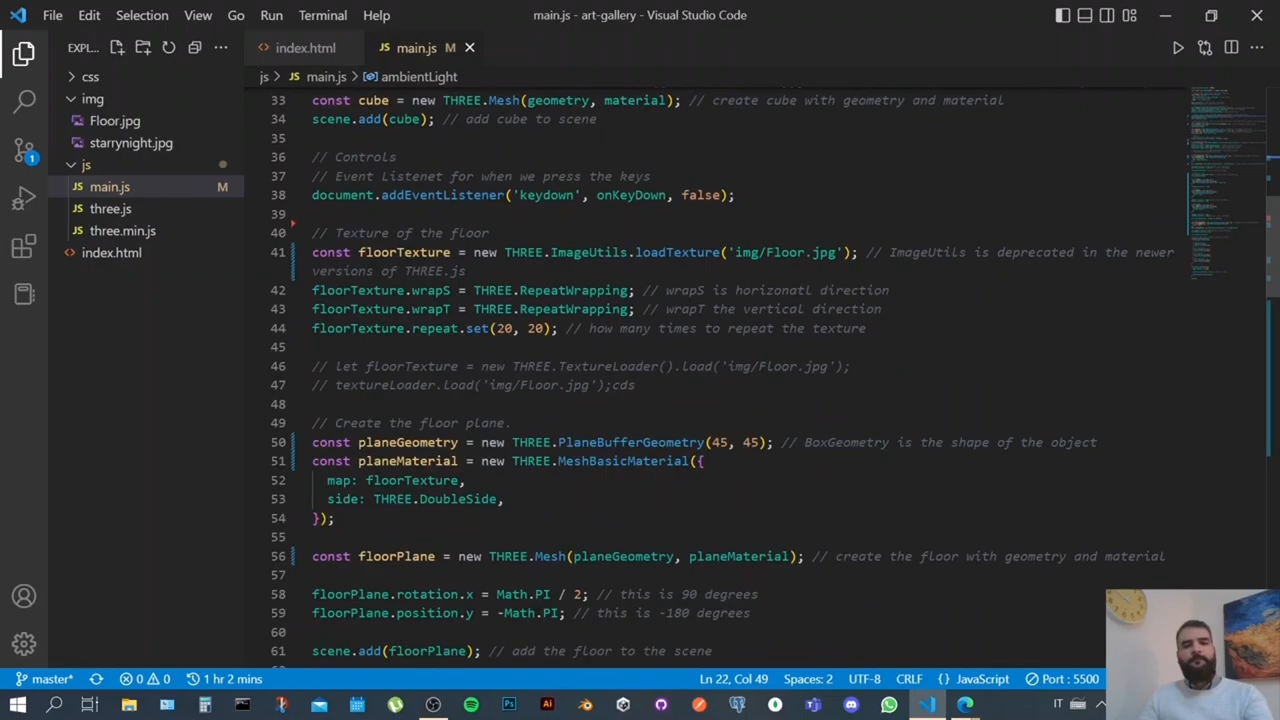 File Edit Selection View Go Run Terminal Help
main.js - art-gallery - Visual Studio Code
EXPL...
index.html
main.js M
css
img
Floor.jpg
starrynight.jpg
js
main.js M
three.js
three.min.js
index.html
1
js > main.js > ambientLight
33 const cube = new THREE.Mesh(geometry, material); // create cube with geometry and material
34 scene.add(cube); // add cube to scene
35
36 // Controls
37 // Event Listenet for when we press the keys
38 document.addEventListener('keydown', onKeyDown, false);
39
40 // Texture of the floor
41 const floorTexture = new THREE.ImageUtils.loadTexture('img/Floor.jpg'); // ImageUtils is deprecated in the newer
versions of THREE.js
42 floorTexture.wrapS = THREE.RepeatWrapping; // wrapS is horizonatl direction
43 floorTexture.wrapT = THREE.RepeatWrapping; // wrapT the vertical direction
44 floorTexture.repeat.set(20, 20); // how many times to repeat the texture
45
46 // let floorTexture = new THREE.TextureLoader().load('img/Floor.jpg');
47 // textureLoader.load('img/Floor.jpg');cds
48
49 // Create the floor plane.
50 const planeGeometry = new THREE.PlaneBufferGeometry(45, 45); // BoxGeometry is the shape of the object
51 const planeMaterial = new THREE.MeshBasicMaterial({
52 map: floorTexture,
53 side: THREE.DoubleSide,
54 });
55
56 const floorPlane = new THREE.Mesh(planeGeometry, planeMaterial); // create the floor with geometry and material
57
58 floorPlane.rotation.x = Math.PI / 2; // this is 90 degrees
59 floorPlane.position.y = -Math.PI; // this is -180 degrees
60
61 scene.add(floorPlane); // add the floor to the scene
master* 0 0 1 hr 2 mins
Ln 22, Col 49 Spaces: 2 UTF-8 CRLF {} JavaScript Port : 5500
IT